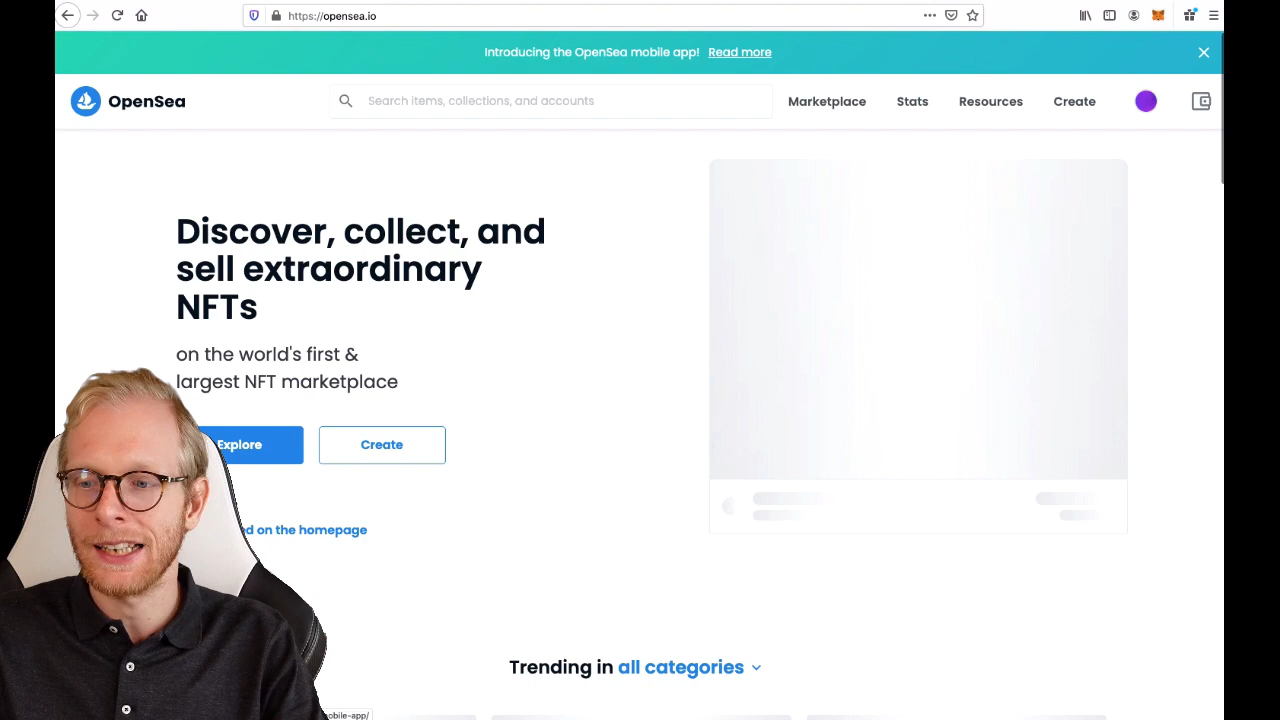 https://opensea.io
Introducing the OpenSea mobile app! Read more
OpenSea
Search items, collections, and accounts
Marketplace
Stats
Resources
Create
Discover, collect, and
sell extraordinary
NFTs
on the world's first &
largest NFT marketplace
Explore
Create
on the homepage
Trending in all categories